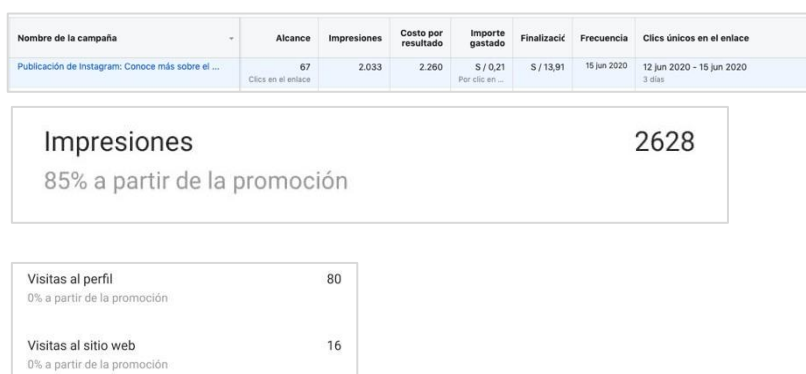 Nombre de la campaña Alcance Impresiones Costo por resultado Importe gastado Finalizació Frecuencia Clics únicos en el enlace
Publicación de Instagram: Conoce más sobre el ... 67 2.033 2.260 S / 0,21 S / 13,91 15 jun 2020 12 jun 2020 - 15 jun 2020
Clics en el enlace Por clic en ... 3 días
Impresiones 2628
85% a partir de la promoción
Visitas al perfil 80
0% a partir de la promoción
Visitas al sitio web 16
0% a partir de la promoción